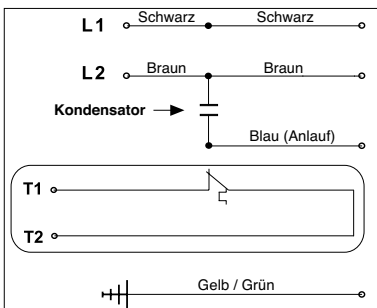 L1 Schwarz Schwarz
L2 Braun Braun
Kondensator
Blau (Anlauf)
T1
T2
Gelb / Grün